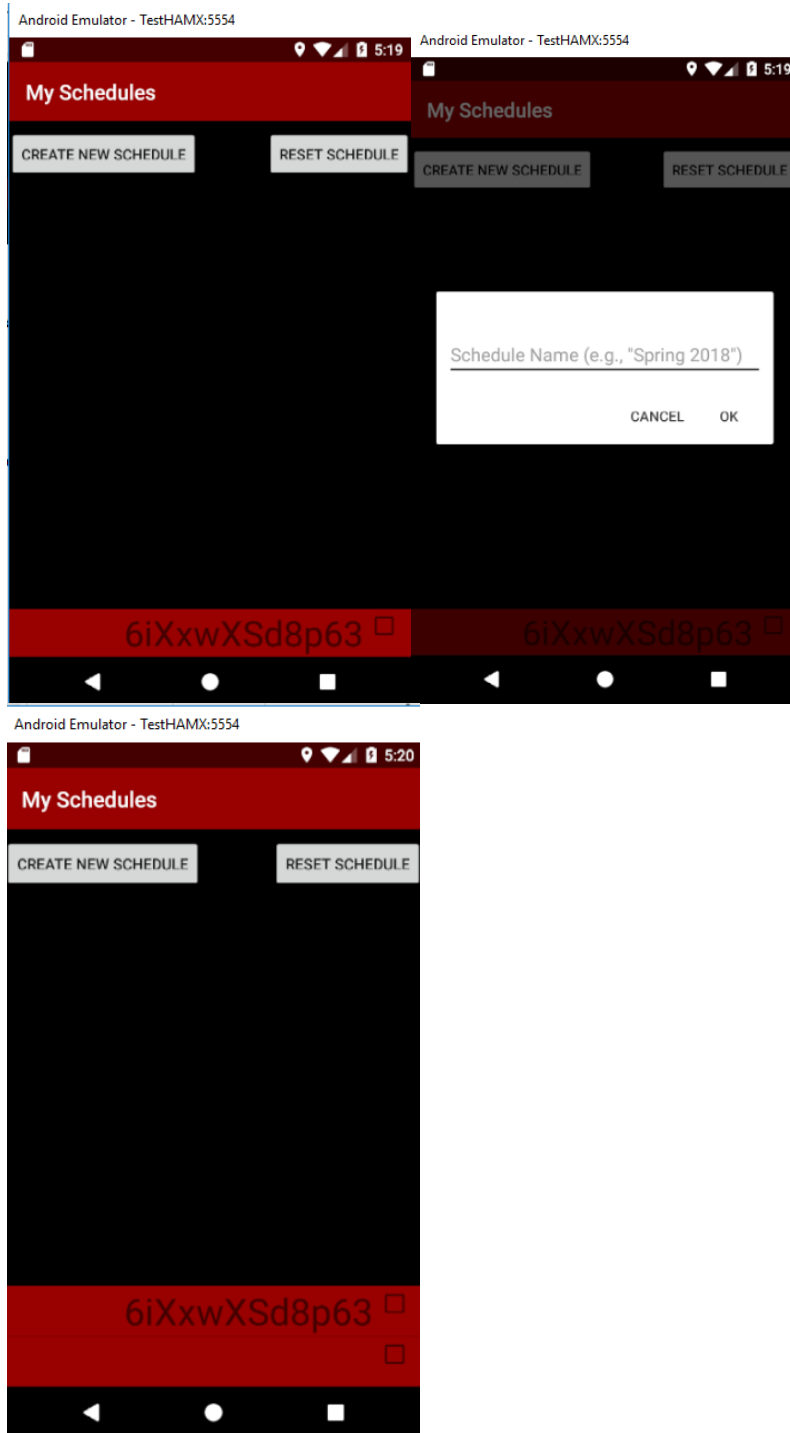 Android Emulator - TestHAMX:5554
5:19
My Schedules
CREATE NEW SCHEDULE
RESET SCHEDULE
6iXxwXSd8p63
Android Emulator - TestHAMX:5554
5:19
My Schedules
CREATE NEW SCHEDULE
RESET SCHEDULE
Schedule Name (e.g., "Spring 2018")
CANCEL OK
6iXxwXSd8p63
Android Emulator - TestHAMX:5554
5:20
My Schedules
CREATE NEW SCHEDULE
RESET SCHEDULE
6iXxwXSd8p63